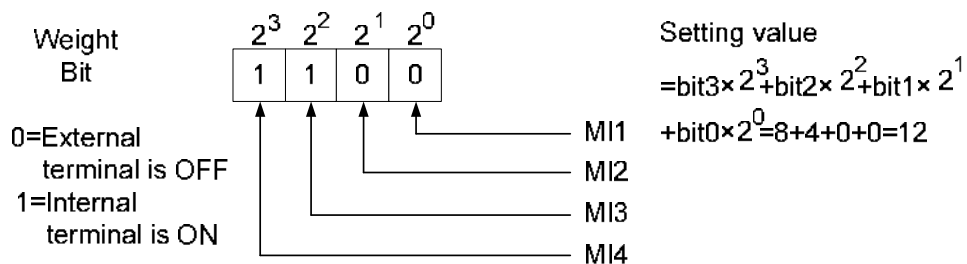 Weight 2^3 2^2 2^1 2^0
Bit 1 1 0 0
0=External
terminal is OFF
1=Internal
terminal is ON
MI1
MI2
MI3
MI4
Setting value
=bit3×2^3+bit2×2^2+bit1×2^1
+bit0×2^0=8+4+0+0=12